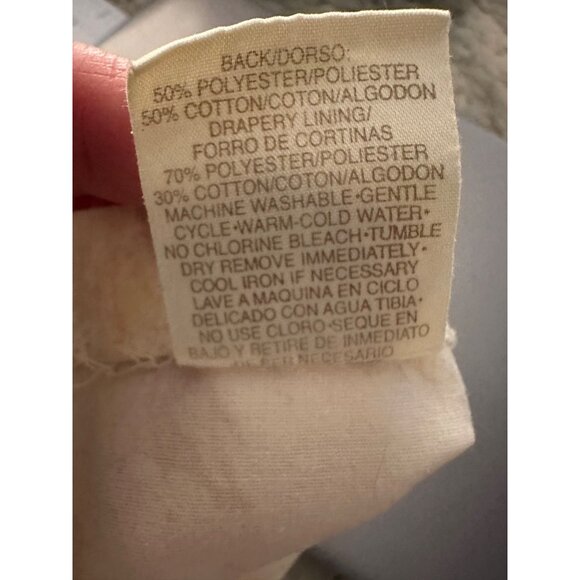 BACK/DORSO:
50% POLYESTER/POLIESTER
50% COTTON/COTON/ALGODON
DRAPERY LINING/
FORRO DE CORTINAS
70% POLYESTER/POLIESTER
30% COTTON/COTON/ALGODON
MACHINE WASHABLE•GENTLE
CYCLE•WARM-COLD WATER•
NO CHLORINE BLEACH•TUMBLE
DRY REMOVE IMMEDIATELY•
COOL IRON IF NECESSARY
LAVE A MAQUINA EN CICLO
DELICADO CON AGUA TIBIA•
NO USE CLORO•SEQUE EN
BAJO Y RETIRE DE INMEDIATO
NECESARIO